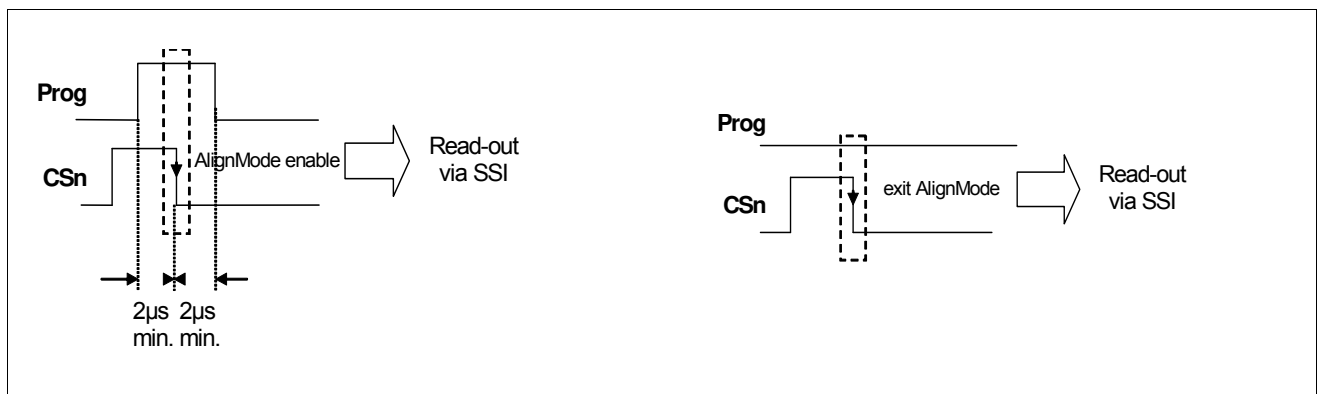 Prog
CSn
AlignMode enable
Read-out
via SSI
2µs 2µs
min. min.
Prog
CSn
exit AlignMode
Read-out
via SSI